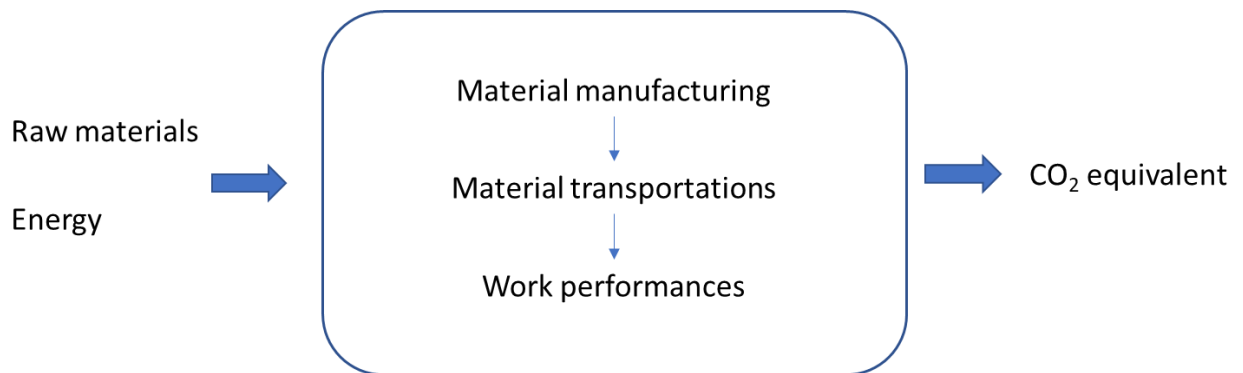 Raw materials
Energy
Material manufacturing
Material transportations
Work performances
CO₂ equivalent